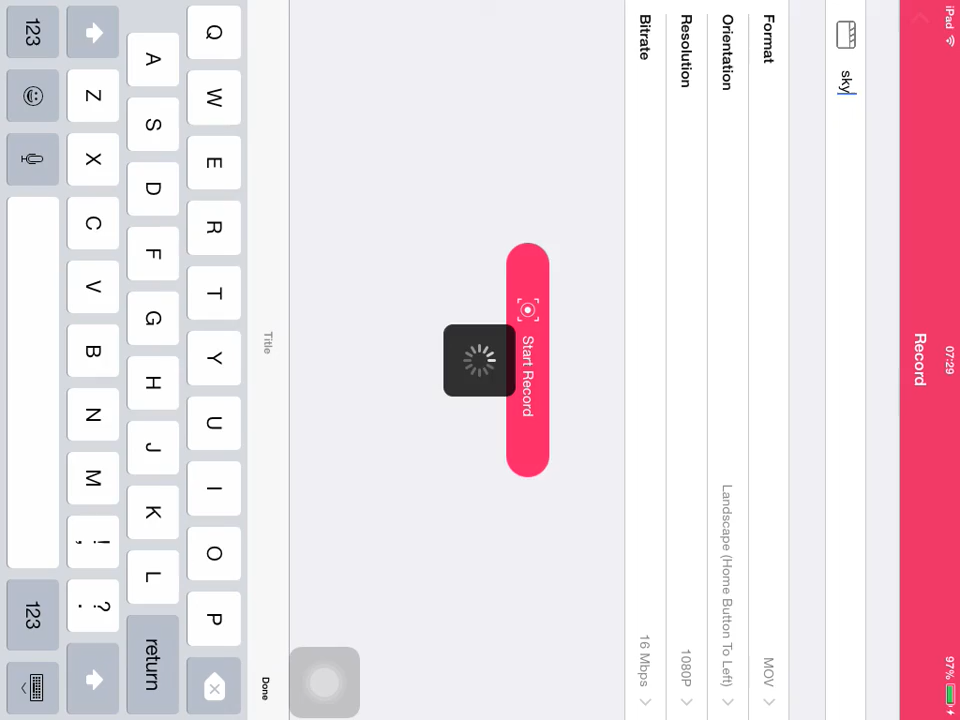 iPad 07:29 97%
Record
sky
Format MOV
Orientation Landscape (Home Button To Left)
Resolution 1080P
Bitrate 16 Mbps
Start Record
Title Done
Q W E R T Y U I O P
A S D F G H J K L return
Z X C V B N M ! , ? .
123 123